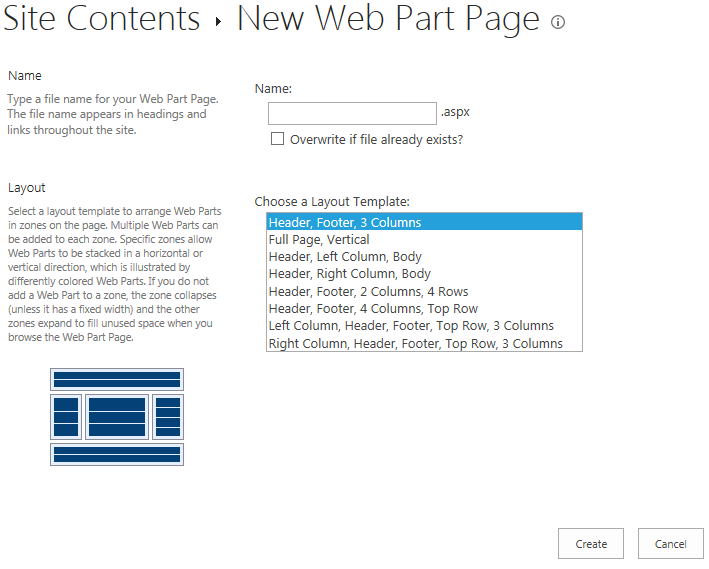 Site Contents ▸ New Web Part Page
Name
Type a file name for your Web Part Page.
The file name appears in headings and
links throughout the site.
Name:
.aspx
Overwrite if file already exists?
Layout
Select a layout template to arrange Web Parts
in zones on the page. Multiple Web Parts can
be added to each zone. Specific zones allow
Web Parts to be stacked in a horizontal or
vertical direction, which is illustrated by
differently colored Web Parts. If you do not
add a Web Part to a zone, the zone collapses
(unless it has a fixed width) and the other
zones expand to fill unused space when you
browse the Web Part Page.
Choose a Layout Template:
Header, Footer, 3 Columns
Full Page, Vertical
Header, Left Column, Body
Header, Right Column, Body
Header, Footer, 2 Columns, 4 Rows
Header, Footer, 4 Columns, Top Row
Left Column, Header, Footer, Top Row, 3 Columns
Right Column, Header, Footer, Top Row, 3 Columns
Create
Cancel